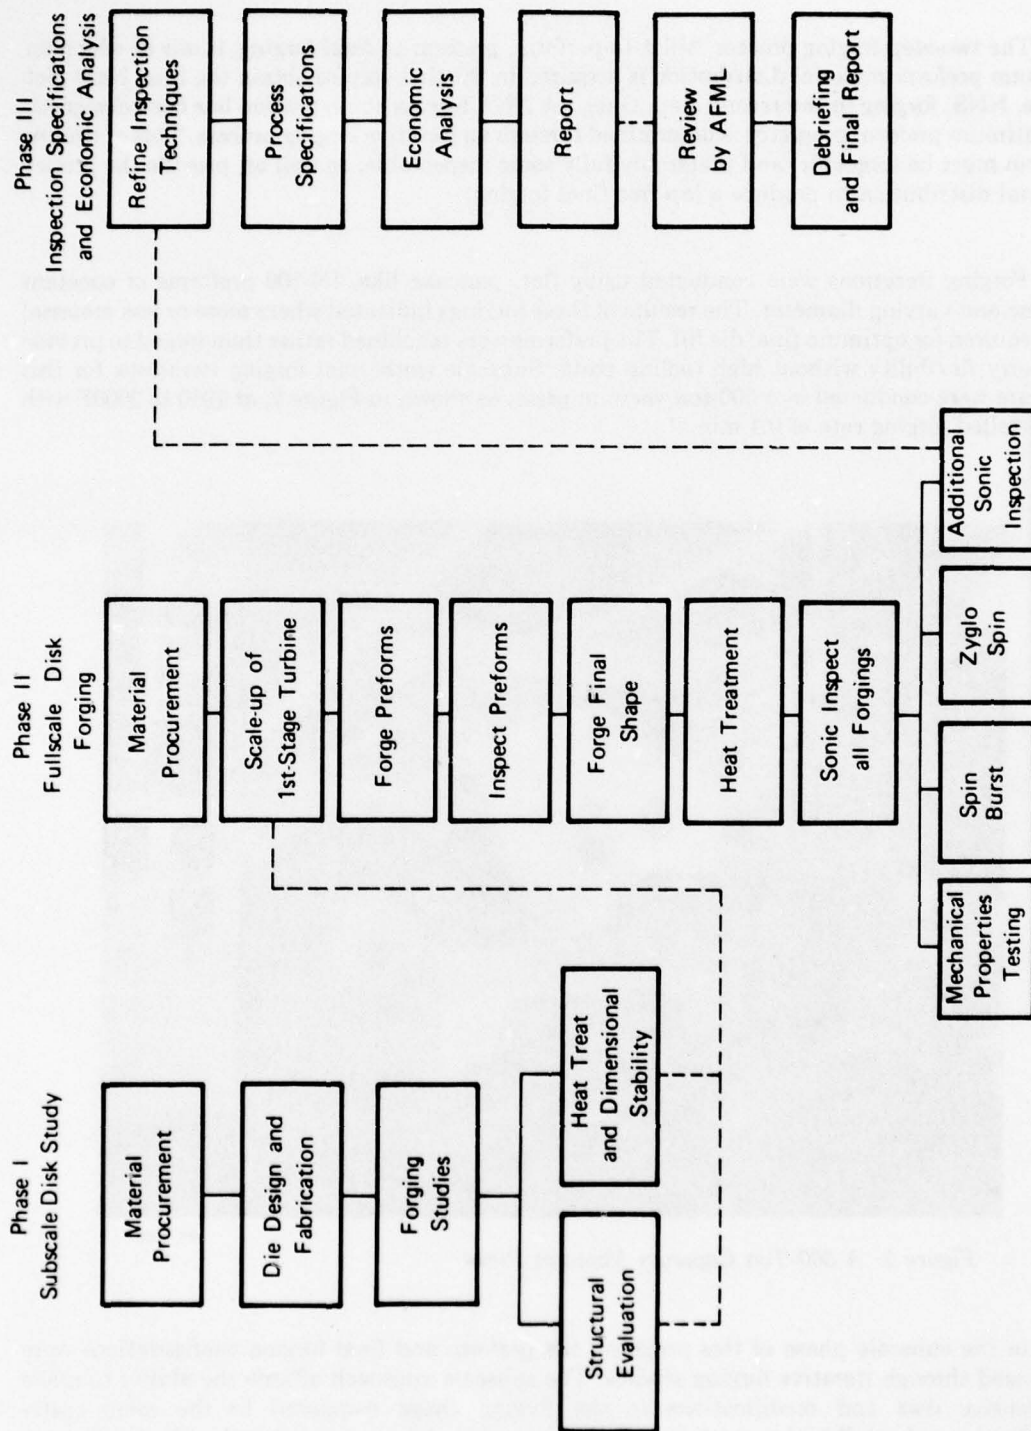 Phase I
Subscale Disk Study
Material
Procurement
Die Design and
Fabrication
Forging
Studies
Structural
Evaluation
Heat Treat
and Dimensional
Stability
Phase II
Fullscale Disk
Forging
Material
Procurement
Scale-up of
1st-Stage Turbine
Forge Preforms
Inspect Preforms
Forge Final
Shape
Heat Treatment
Sonic Inspect
all Forgings
Mechanical
Properties
Testing
Spin
Burst
Zyglo
Spin
Additional
Sonic
Inspection
Phase III
Inspection Specifications
and Economic Analysis
Refine Inspection
Techniques
Process
Specifications
Economic
Analysis
Report
Review
by AFML
Debriefing
and Final Report